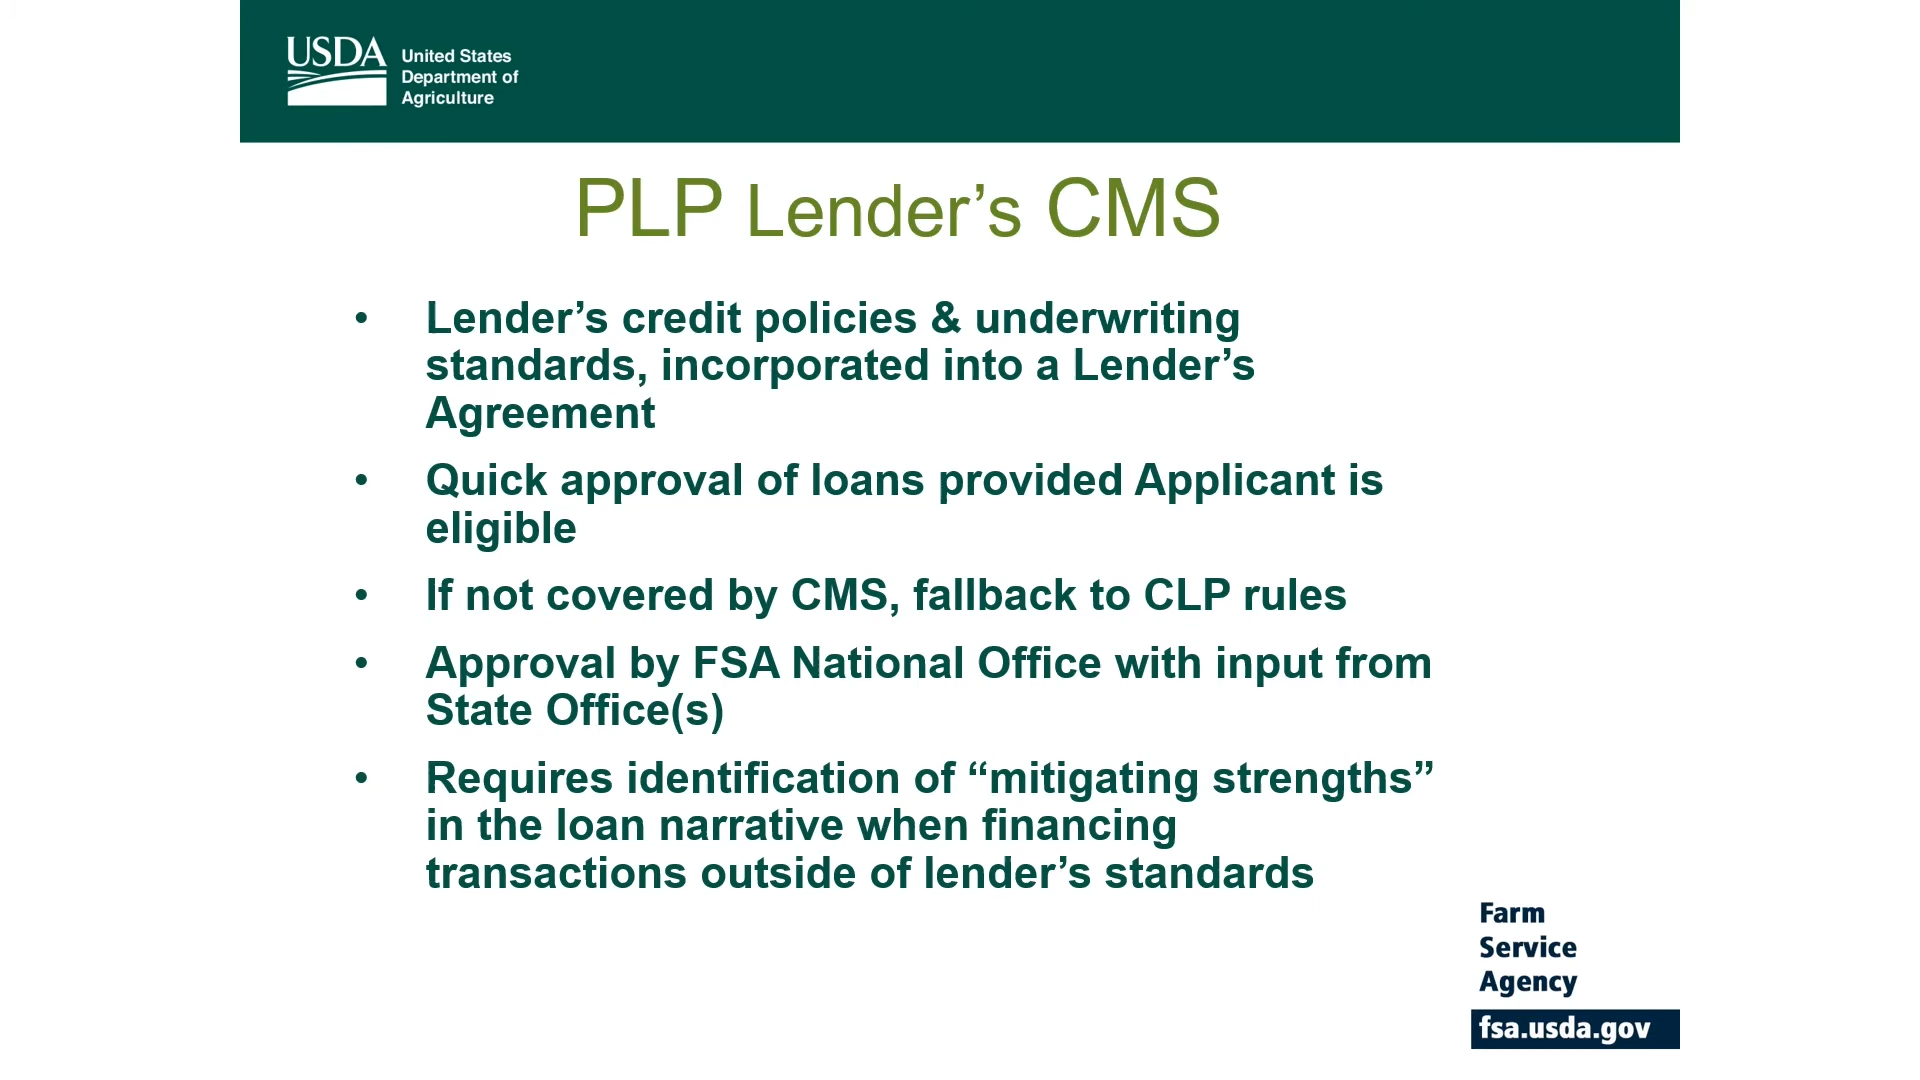 USDA
United States
Department of
Agriculture
PLP Lender’s CMS
• Lender’s credit policies & underwriting
standards, incorporated into a Lender’s
Agreement
• Quick approval of loans provided Applicant is
eligible
• If not covered by CMS, fallback to CLP rules
• Approval by FSA National Office with input from
State Office(s)
• Requires identification of “mitigating strengths”
in the loan narrative when financing
transactions outside of lender’s standards
Farm
Service
Agency
fsa.usda.gov